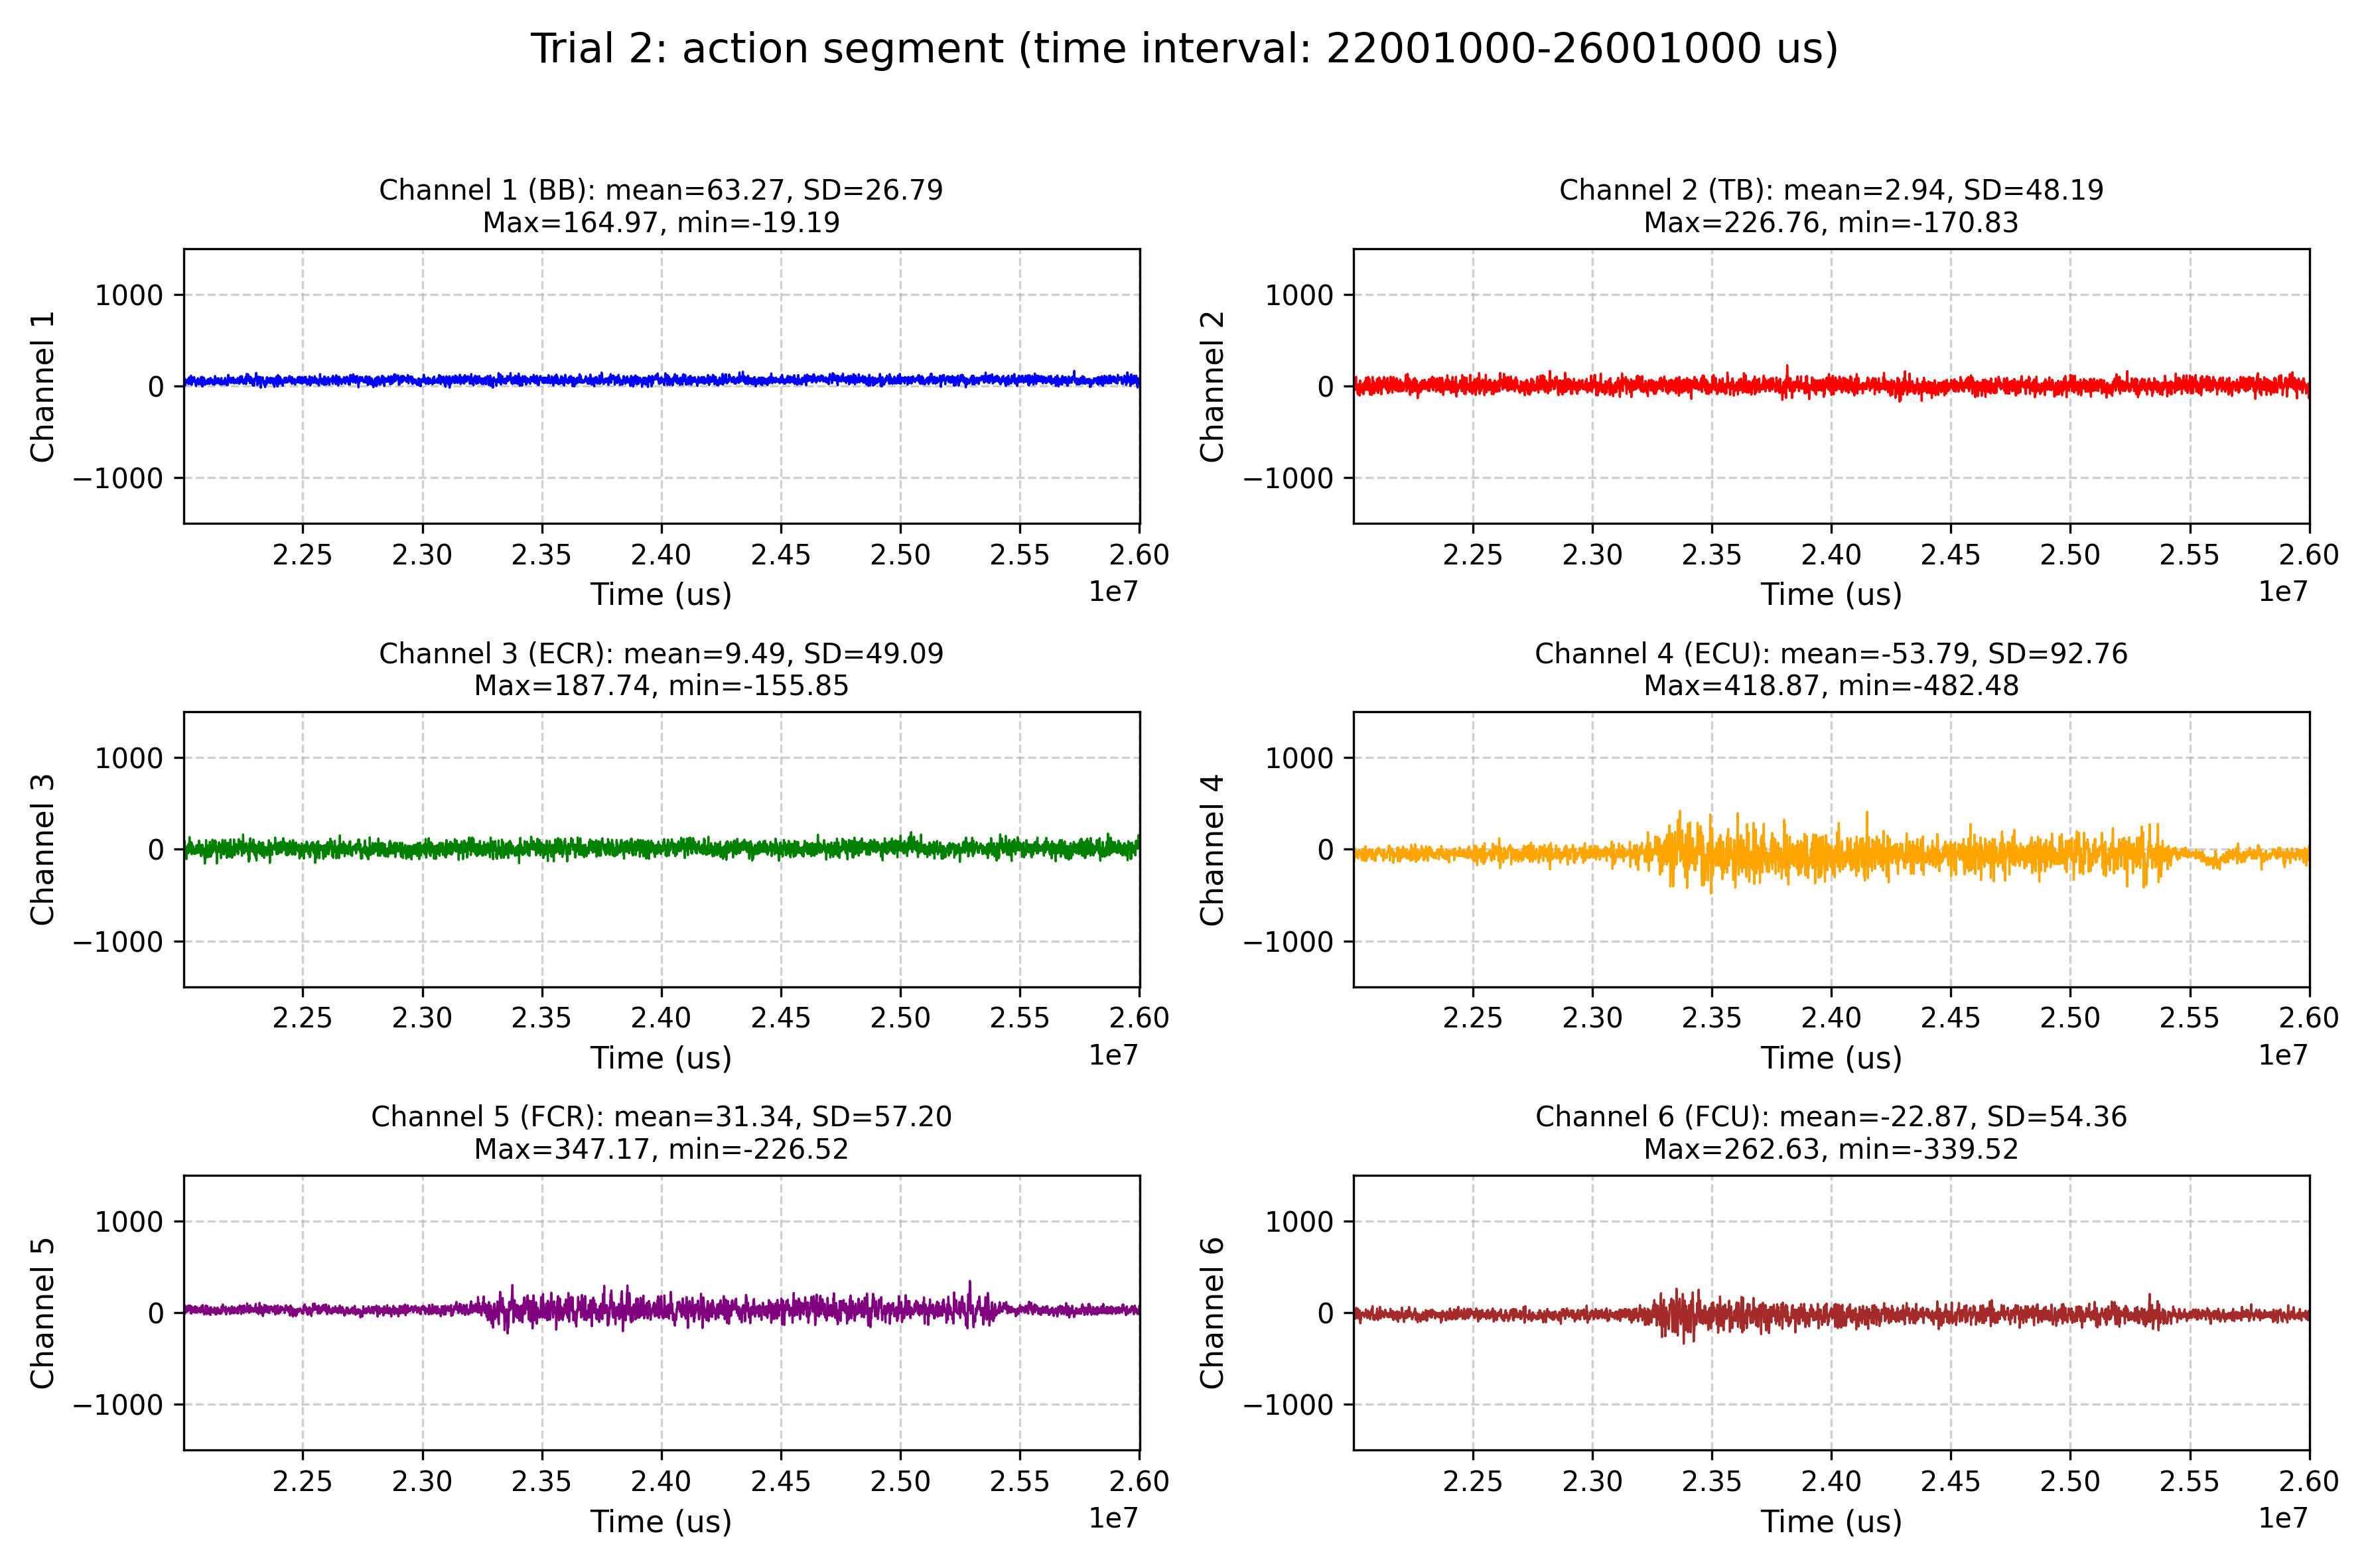 Trial 2: action segment (time interval: 22001000-26001000 us)
Channel 1 (BB): mean=63.27, SD=26.79
Max=164.97, min=-19.19
Channel 1
1000
0
−1000
2.25 2.30 2.35 2.40 2.45 2.50 2.55 2.60
1e7
Time (us)
Channel 2 (TB): mean=2.94, SD=48.19
Max=226.76, min=-170.83
Channel 2
1000
0
−1000
2.25 2.30 2.35 2.40 2.45 2.50 2.55 2.60
1e7
Time (us)
Channel 3 (ECR): mean=9.49, SD=49.09
Max=187.74, min=-155.85
Channel 3
1000
0
−1000
2.25 2.30 2.35 2.40 2.45 2.50 2.55 2.60
1e7
Time (us)
Channel 4 (ECU): mean=-53.79, SD=92.76
Max=418.87, min=-482.48
Channel 4
1000
0
−1000
2.25 2.30 2.35 2.40 2.45 2.50 2.55 2.60
1e7
Time (us)
Channel 5 (FCR): mean=31.34, SD=57.20
Max=347.17, min=-226.52
Channel 5
1000
0
−1000
2.25 2.30 2.35 2.40 2.45 2.50 2.55 2.60
1e7
Time (us)
Channel 6 (FCU): mean=-22.87, SD=54.36
Max=262.63, min=-339.52
Channel 6
1000
0
−1000
2.25 2.30 2.35 2.40 2.45 2.50 2.55 2.60
1e7
Time (us)